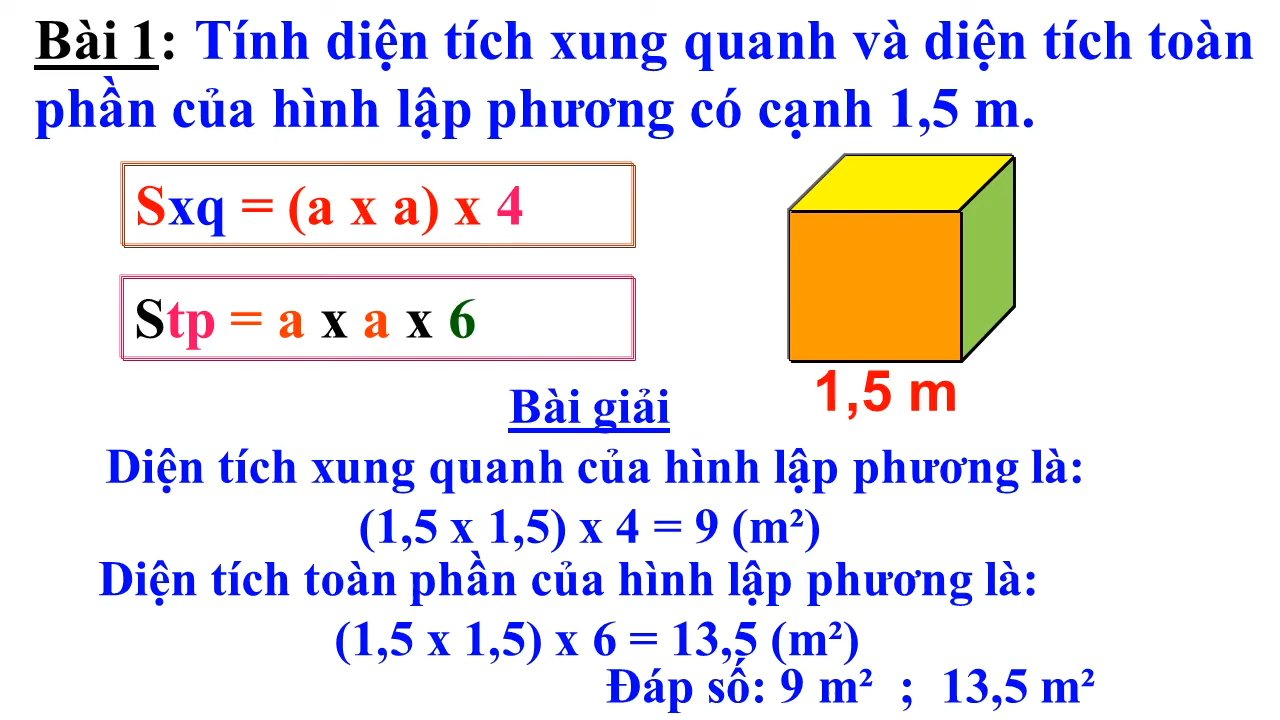 Bài 1: Tính diện tích xung quanh và diện tích toàn
phần của hình lập phương có cạnh 1,5 m.
Sxq = (a x a) x 4
Stp = a x a x 6
1,5 m
Bài giải
Diện tích xung quanh của hình lập phương là:
(1,5 x 1,5) x 4 = 9 (m²)
Diện tích toàn phần của hình lập phương là:
(1,5 x 1,5) x 6 = 13,5 (m²)
Đáp số: 9 m² ; 13,5 m²